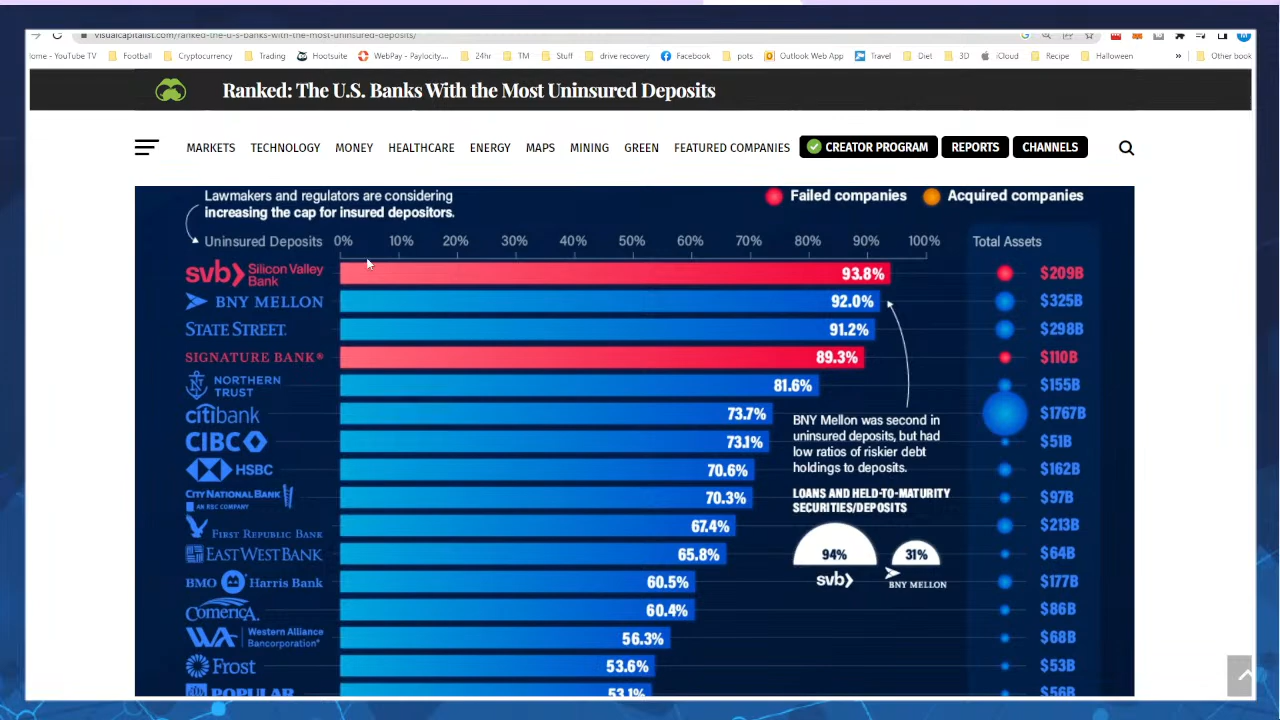 visualcapitalist.com/ranked-the-u-s-banks-with-the-most-uninsured-deposits/
ome - YouTube TV Football Cryptocurrency Trading Hootsuite WebPay - Paylocity.... 24hr TM Stuff drive recovery Facebook pots Outlook Web App Travel Diet 3D iCloud Recipe Halloween » Other book
Ranked: The U.S. Banks With the Most Uninsured Deposits
MARKETS TECHNOLOGY MONEY HEALTHCARE ENERGY MAPS MINING GREEN FEATURED COMPANIES CREATOR PROGRAM REPORTS CHANNELS
Lawmakers and regulators are considering
increasing the cap for insured depositors.
Failed companies Acquired companies
Uninsured Deposits 0% 10% 20% 30% 40% 50% 60% 70% 80% 90% 100% Total Assets
svb Silicon Valley Bank 93.8% $209B
BNY MELLON 92.0% $325B
STATE STREET. 91.2% $298B
SIGNATURE BANK® 89.3% $110B
NORTHERN TRUST 81.6% $155B
citibank 73.7% $1767B
CIBC 73.1% $51B
HSBC 70.6% $162B
CITY NATIONAL BANK AN RBC COMPANY 70.3% $97B
FIRST REPUBLIC BANK 67.4% $213B
EAST WEST BANK 65.8% $64B
BMO Harris Bank 60.5% $177B
COMERICA 60.4% $86B
WA Western Alliance Bancorporation® 56.3% $68B
Frost 53.6% $53B
POPULAR 53.1% $56B
BNY Mellon was second in
uninsured deposits, but had
low ratios of riskier debt
holdings to deposits.
LOANS AND HELD-TO-MATURITY
SECURITIES/DEPOSITS
94% 31%
svb BNY MELLON